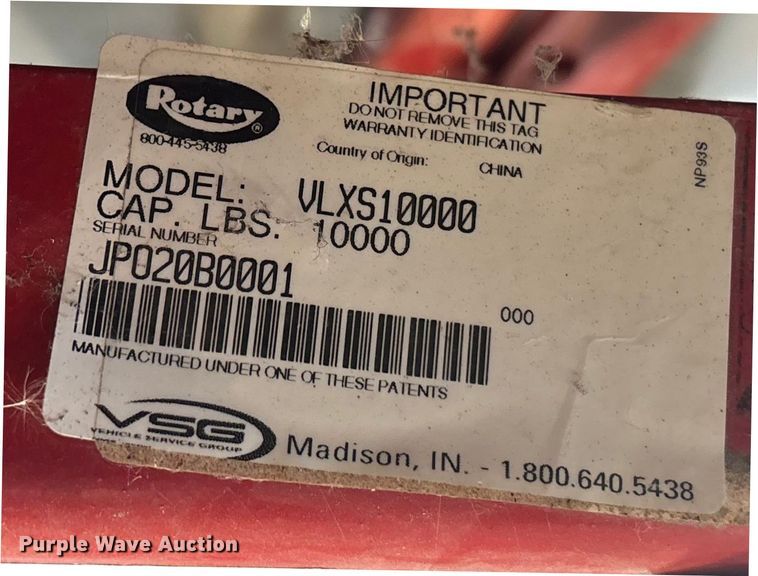 Rotary®
800-445-5438
IMPORTANT
DO NOT REMOVE THIS TAG
WARRANTY IDENTIFICATION
Country of Origin: CHINA
NP93S
MODEL: VLXS10000
CAP. LBS. 10000
SERIAL NUMBER
JP020B0001
000
MANUFACTURED UNDER ONE OF THESE PATENTS
VSG
VEHICLE SERVICE GROUP
Madison, IN. - 1.800.640.5438
Purple Wave Auction